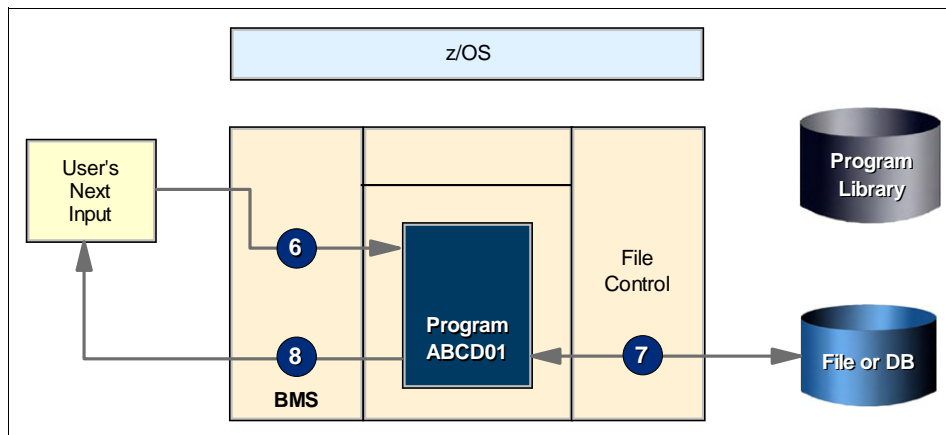 z/OS
User's
Next
Input
6
8
BMS
Program
ABCD01
File
Control
7
Program
Library
File or DB